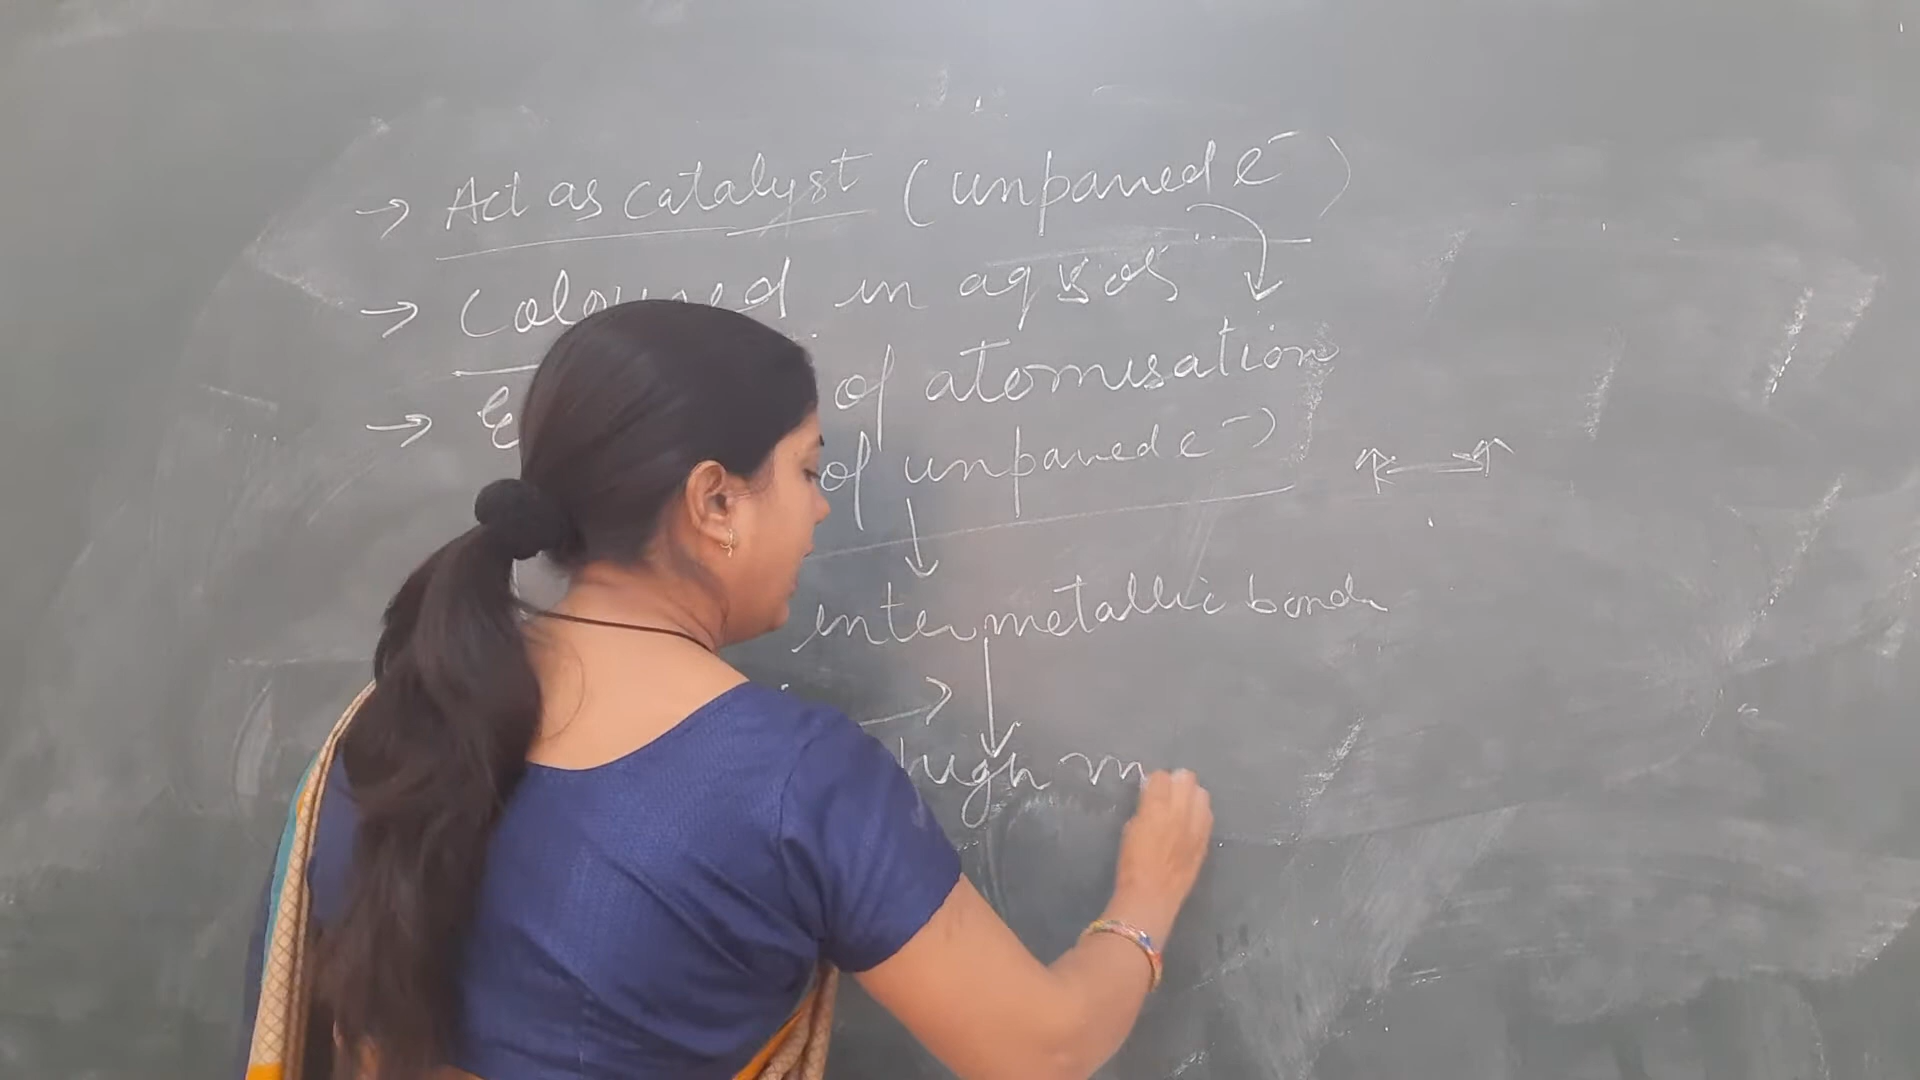 → Act as catalyst (unpaired e⁻)
→ Coloured in aq sol
→ E of atomisation
of unpaired e⁻)
inter metallic bonds
high m